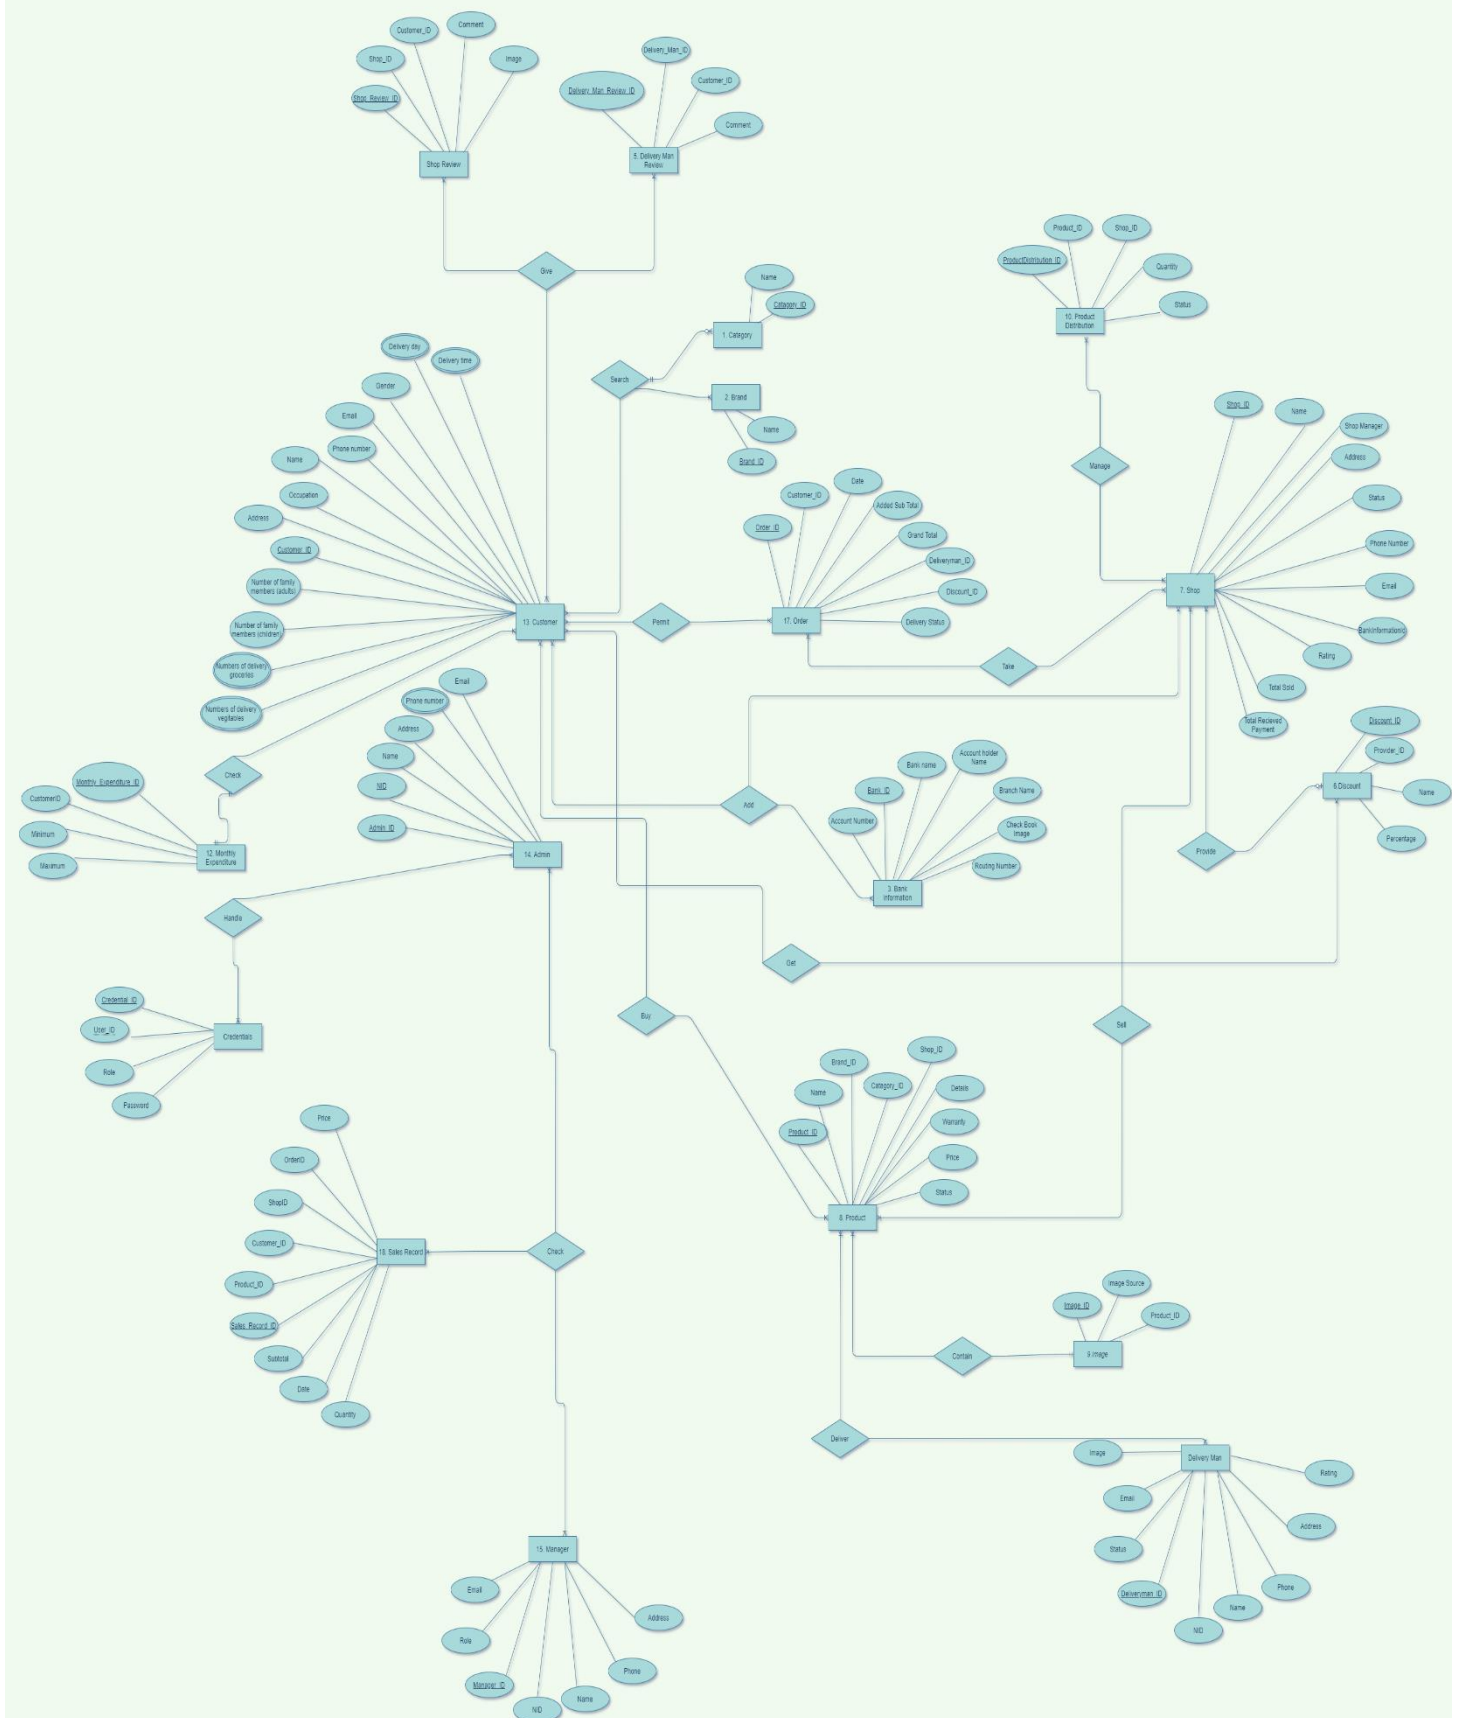 Comment
Customer_ID
Shop_ID
Image
Shop_Review_ID
Shop Review
Delivery_Man_ID
Delivery_Man_Review_ID
Customer_ID
Comment
5. Delivery Man
Review
Give
Product_ID
Shop_ID
ProductDistribution_ID
Quantity
Status
10. Product
Distribution
Name
Catagory_ID
1. Category
Search
2. Brand
Name
Brand_ID
Delivery day
Delivery time
Gender
Email
Phone number
Name
Occupation
Address
Customer_ID
Number of family
members (adults)
Number of family
members (children)
Numbers of delivery
groceries
Numbers of delivery
vegitables
13. Customer
Manage
Shop_ID
Name
Shop Manager
Address
Status
Phone Number
Email
BankInformationId
Rating
Total Sold
Total Recieved
Payment
7. Shop
Date
Customer_ID
Added Sub Total
Order_ID
Grand Total
Deliveryman_ID
Discount_ID
Delivery Status
17. Order
Permit
Take
Email
Phone number
Address
Name
NID
Admin_ID
14. Admin
Check
Monthly_Expenditure_ID
CustomerID
Minimum
Maximum
12. Monthly
Expenditure
Add
Account holder
Name
Bank name
Bank_ID
Branch Name
Account Number
Check Book
Image
Routing Number
3. Bank
Information
Discount_ID
Provider_ID
Name
Percentage
6.Discount
Provide
Handle
Get
Credential_ID
User_ID
Role
Password
Credentials
Buy
Sell
Shop_ID
Brand_ID
Category_ID
Details
Name
Warranty
Product_ID
Price
Status
8. Product
Price
OrderID
ShopID
Customer_ID
Product_ID
Sales_Record_ID
Subtotal
Date
Quantity
18. Sales Record
Check
Image Source
Image_ID
Product_ID
9.Image
Contain
Deliver
Delivery Man
Image
Rating
Email
Address
Status
Deliveryman_ID
Phone
Name
NID
15. Manager
Email
Address
Role
Phone
Manager_ID
Name
NID